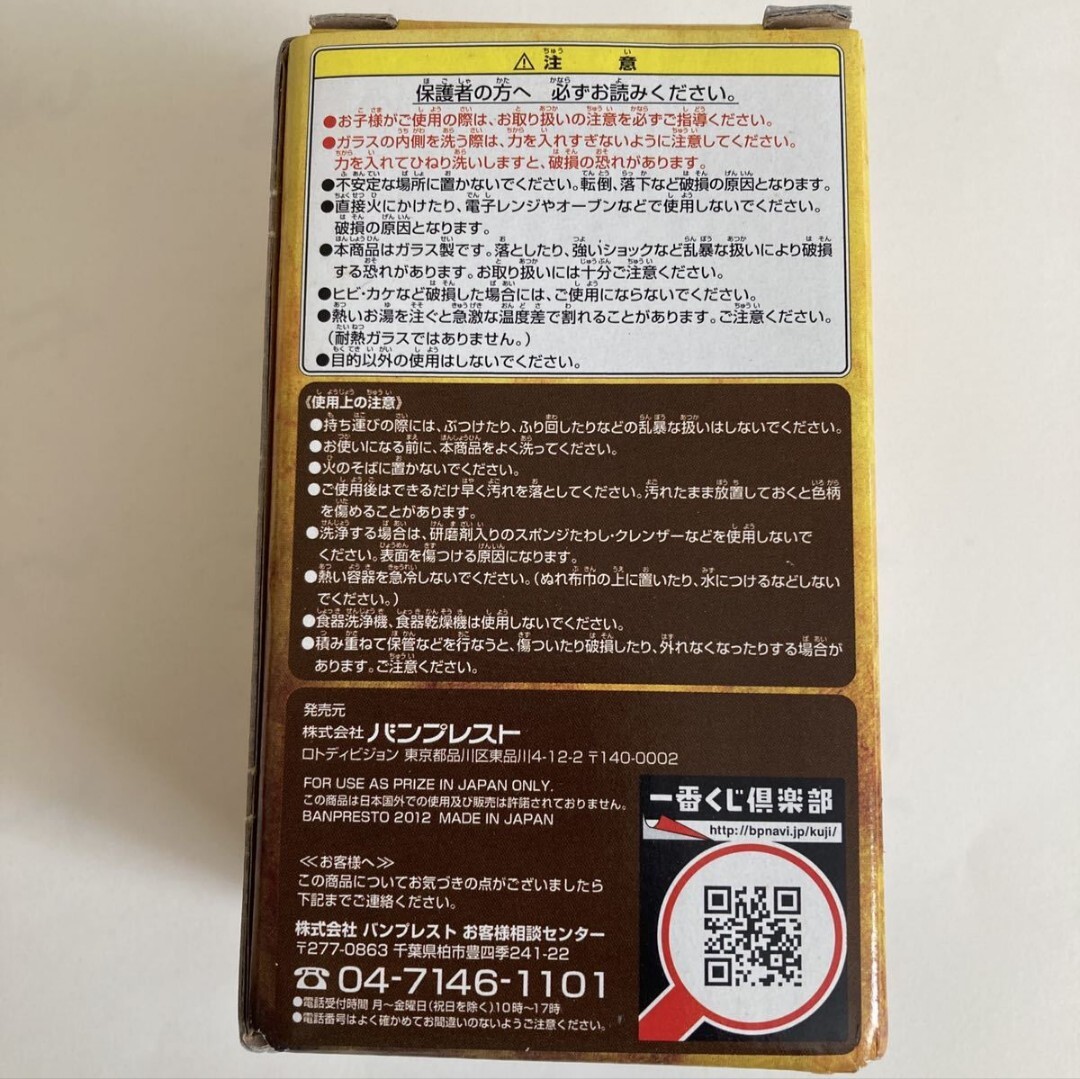 ⚠注意
保護者の方へ 必ずお読みください。
●お子様がご使用の際は、お取り扱いの注意を必ずご指導ください。
●ガラスの内側を洗う際は、力を入れすぎないように注意してください。
力を入れてひねり洗いしますと、破損の恐れがあります。
●不安定な場所に置かないでください。転倒、落下など破損の原因となります。
●直接火にかけたり、電子レンジやオーブンなどで使用しないでください。
破損の原因となります。
●本商品はガラス製です。落としたり、強いショックなど乱暴な扱いにより破損
する恐れがあります。お取り扱いには十分ご注意ください。
●ヒビ・カケなど破損した場合には、ご使用にならないでください。
●熱いお湯を注ぐと急激な温度差で割れることがあります。ご注意ください。
(耐熱ガラスではありません。)
●目的以外の使用はしないでください。
《使用上の注意》
●持ち運びの際には、ぶつけたり、ふり回したりなどの乱暴な扱いはしないでください。
●お使いになる前に、本商品をよく洗ってください。
●火のそばに置かないでください。
●ご使用後はできるだけ早く汚れを落としてください。汚れたまま放置しておくと色柄
を傷めることがあります。
●洗浄する場合は、研磨剤入りのスポンジたわし・クレンザーなどを使用しないで
ください。表面を傷つける原因になります。
●熱い容器を急冷しないでください。(ぬれ布巾の上に置いたり、水につけるなどしない
でください。)
●食器洗浄機、食器乾燥機は使用しないでください。
●積み重ねて保管などを行なうと、傷ついたり破損したり、外れなくなったりする場合が
あります。ご注意ください。
発売元
株式会社 バンプレスト
ロトディビジョン 東京都品川区東品川4-12-2 〒140-0002
FOR USE AS PRIZE IN JAPAN ONLY.
この商品は日本国外での使用及び販売は許諾されておりません。
BANPRESTO 2012 MADE IN JAPAN
≪お客様へ≫
この商品についてお気づきの点がございましたら
下記までご連絡ください。
株式会社 バンプレスト お客様相談センター
〒277-0863 千葉県柏市豊四季241-22
☎04-7146-1101
●電話受付時間 月～金曜日(祝日を除く)10時～17時
●電話番号はよく確かめてお間違いのないようご注意ください。
一番くじ倶楽部
http://bpnavi.jp/kuji/